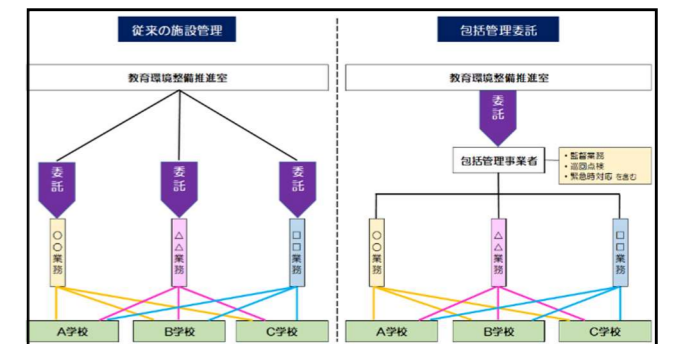 従来の施設管理
教育環境整備推進室
委託
委託
委託
〇〇業務
△△業務
□□業務
A学校
B学校
C学校
包括管理委託
教育環境整備推進室
委託
包括管理事業者
・監督業務
・巡回点検
・緊急時対応 を含む
〇〇業務
△△業務
□□業務
A学校
B学校
C学校